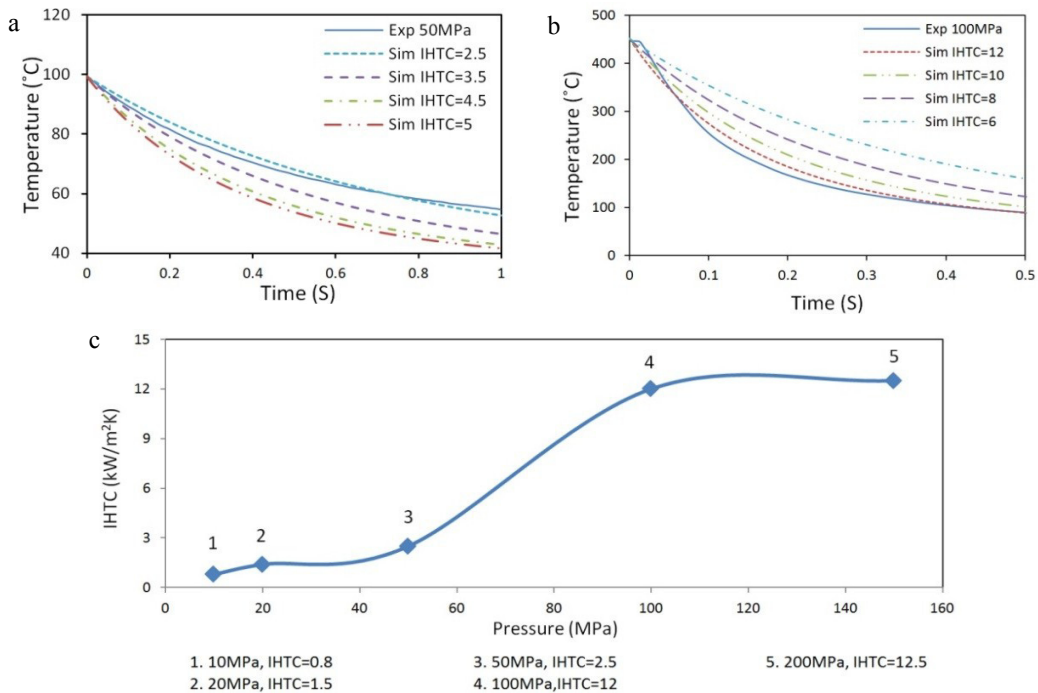 a
120
100
80
60
40
Temperature (˚C)
0
0.2
0.4
0.6
0.8
1
Time (S)
Exp 50MPa
Sim IHTC=2.5
Sim IHTC=3.5
Sim IHTC=4.5
Sim IHTC=5
b
500
400
300
200
100
0
Temperature (˚C)
0
0.1
0.2
0.3
0.4
0.5
Time (S)
Exp 100MPa
Sim IHTC=12
Sim IHTC=10
Sim IHTC=8
Sim IHTC=6
c
15
12
9
6
3
0
IHTC (kW/m²K)
1
2
3
4
5
0
20
40
60
80
100
120
140
160
Pressure (MPa)
1. 10MPa, IHTC=0.8
2. 20MPa, IHTC=1.5
3. 50MPa, IHTC=2.5
4. 100MPa,IHTC=12
5. 200MPa, IHTC=12.5